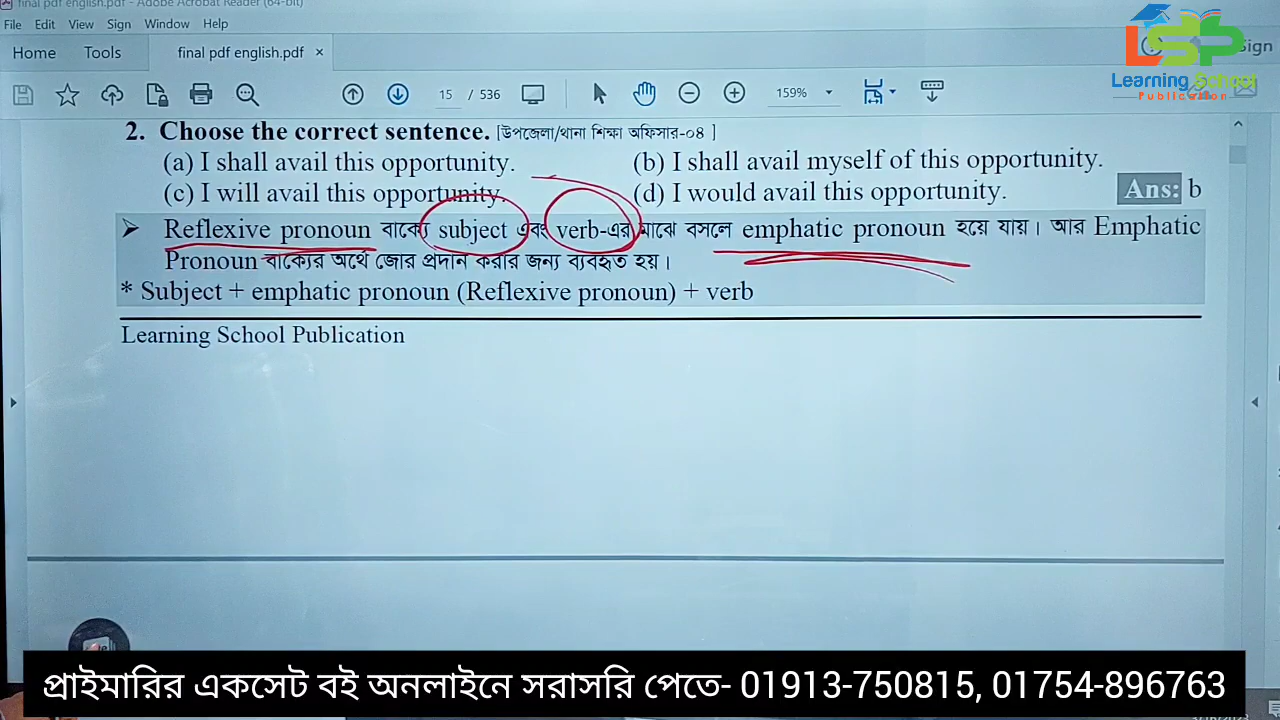 final pdf english.pdf - Adobe Acrobat Reader (64-bit)
File Edit View Sign Window Help
Home Tools final pdf english.pdf × Sign
15 / 536 159%
LSP
Learning School
Publication
2. Choose the correct sentence. [উপজেলা/থানা শিক্ষা অফিসার-০৪ ]
(a) I shall avail this opportunity. (b) I shall avail myself of this opportunity.
(c) I will avail this opportunity. (d) I would avail this opportunity. Ans: b
➢ Reflexive pronoun বাক্যে subject এবং verb-এর মাঝে বসলে emphatic pronoun হয়ে যায়। আর Emphatic
Pronoun বাক্যের অর্থে জোর প্রদান করার জন্য ব্যবহৃত হয়।
* Subject + emphatic pronoun (Reflexive pronoun) + verb
Learning School Publication
প্রাইমারির একসেট বই অনলাইনে সরাসরি পেতে- 01913-750815, 01754-896763